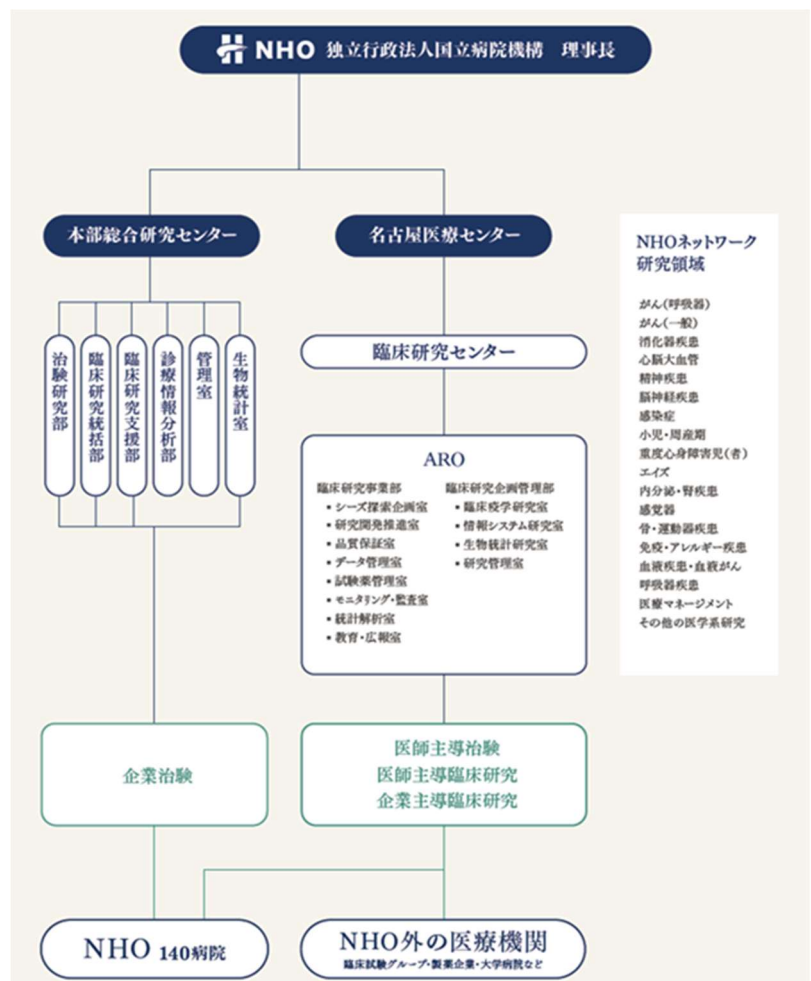 NHO 独立行政法人国立病院機構 理事長
本部総合研究センター
名古屋医療センター
治験研究部
臨床研究統括部
臨床研究支援部
診療情報分析部
管理室
生物統計室
臨床研究センター
ARO
臨床研究事業部
▪ シーズ探索企画室
▪ 研究開発推進室
▪ 品質保証室
▪ データ管理室
▪ 試験薬管理室
▪ モニタリング・監査室
▪ 統計解析室
▪ 教育・広報室
臨床研究企画管理部
▪ 臨床疫学研究室
▪ 情報システム研究室
▪ 生物統計研究室
▪ 研究管理室
NHOネットワーク
研究領域
がん(呼吸器)
がん(一般)
消化器疾患
心脳大血管
精神疾患
脳神経疾患
感染症
小児・周産期
重度心身障害児(者)
エイズ
内分泌・腎疾患
感覚器
骨・運動器疾患
免疫・アレルギー疾患
血液疾患・血液がん
呼吸器疾患
医療マネージメント
その他の医学系研究
企業治験
医師主導治験
医師主導臨床研究
企業主導臨床研究
NHO 140病院
NHO外の医療機関
臨床試験グループ・製薬企業・大学病院など